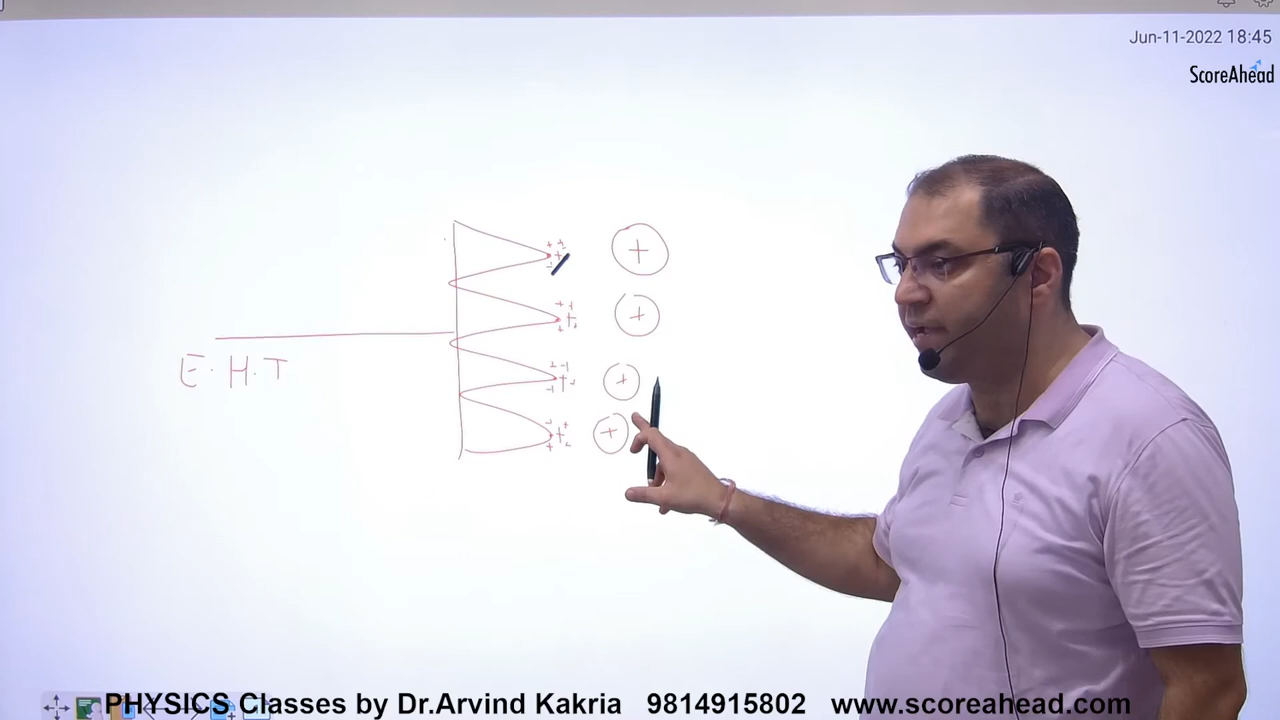 Jun-11-2022 18:45
ScoreAhead
+ + + + +
+
+ + + +
+
+
+
+ +
+
E.H.T
PHYSICS Classes by Dr.Arvind Kakria 9814915802 www.scoreahead.com